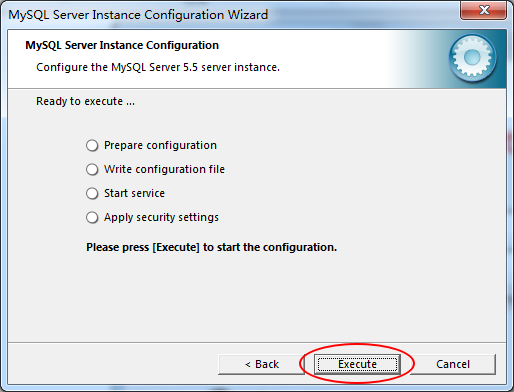 MySQL Server Instance Configuration Wizard
MySQL Server Instance Configuration
Configure the MySQL Server 5.5 server instance.
Ready to execute ...
Prepare configuration
Write configuration file
Start service
Apply security settings
Please press [Execute] to start the configuration.
< Back
Execute
Cancel